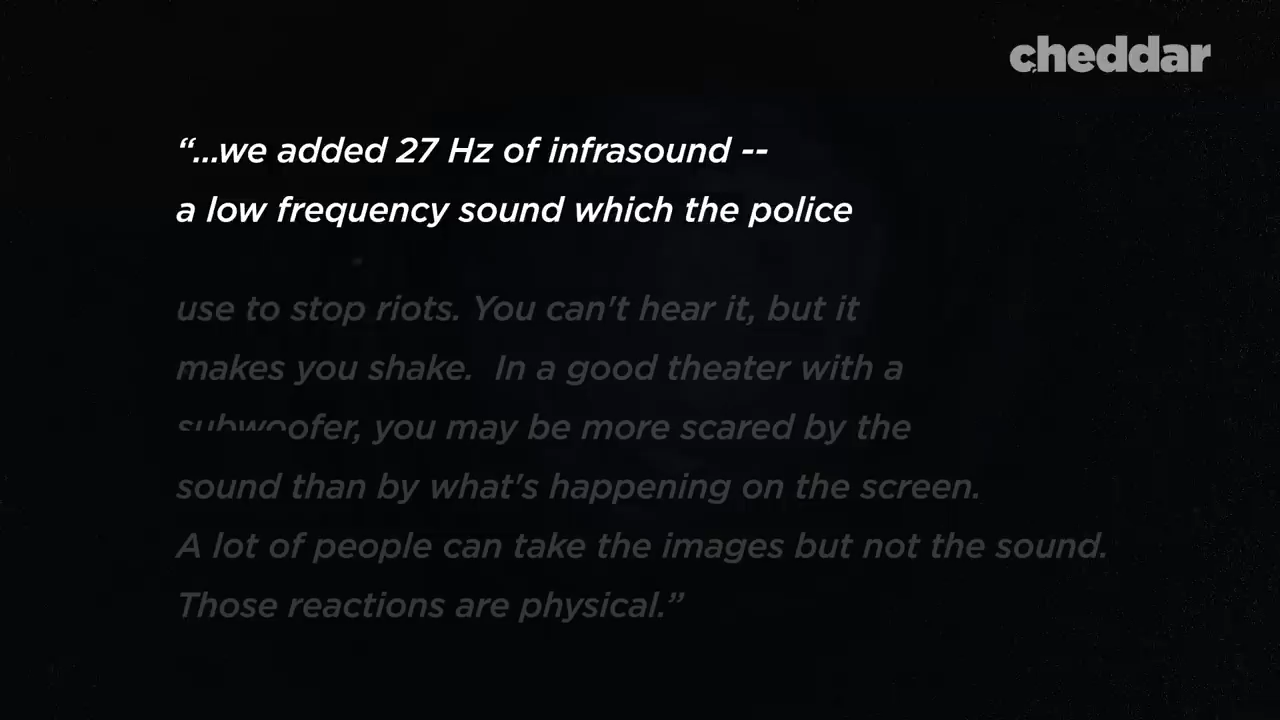 cheddar
“...we added 27 Hz of infrasound --
a low frequency sound which the police
use to stop riots. You can't hear it, but it
makes you shake.  In a good theater with a
subwoofer, you may be more scared by the
sound than by what's happening on the screen.
A lot of people can take the images but not the sound.
Those reactions are physical.”